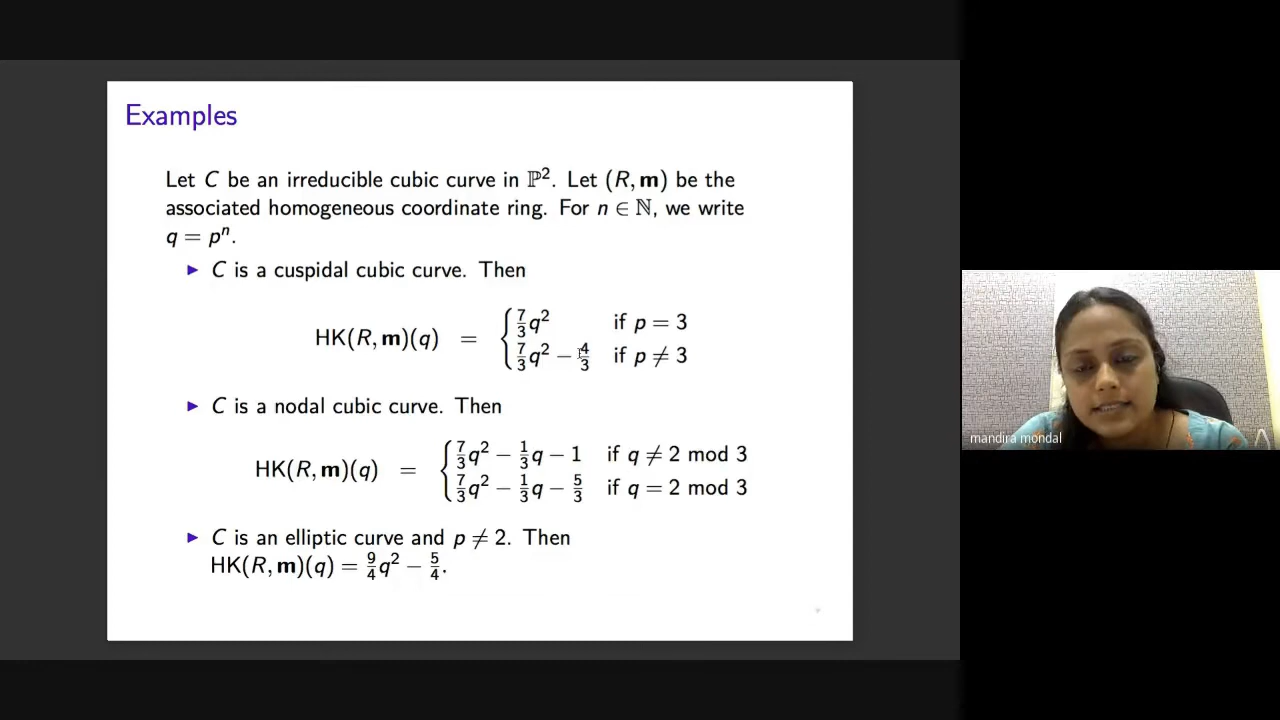 Examples
Let C be an irreducible cubic curve in ℙ². Let (R, m) be the
associated homogeneous coordinate ring. For n ∈ ℕ, we write
q = pⁿ.
▶ C is a cuspidal cubic curve. Then
HK(R, m)(q) = { 7/3 q² if p = 3
7/3 q² − 4/3 if p ≠ 3
▶ C is a nodal cubic curve. Then
HK(R, m)(q) = { 7/3 q² − 1/3 q − 1 if q ≠ 2 mod 3
7/3 q² − 1/3 q − 5/3 if q = 2 mod 3
▶ C is an elliptic curve and p ≠ 2. Then
HK(R, m)(q) = 9/4 q² − 5/4.
mandira mondal